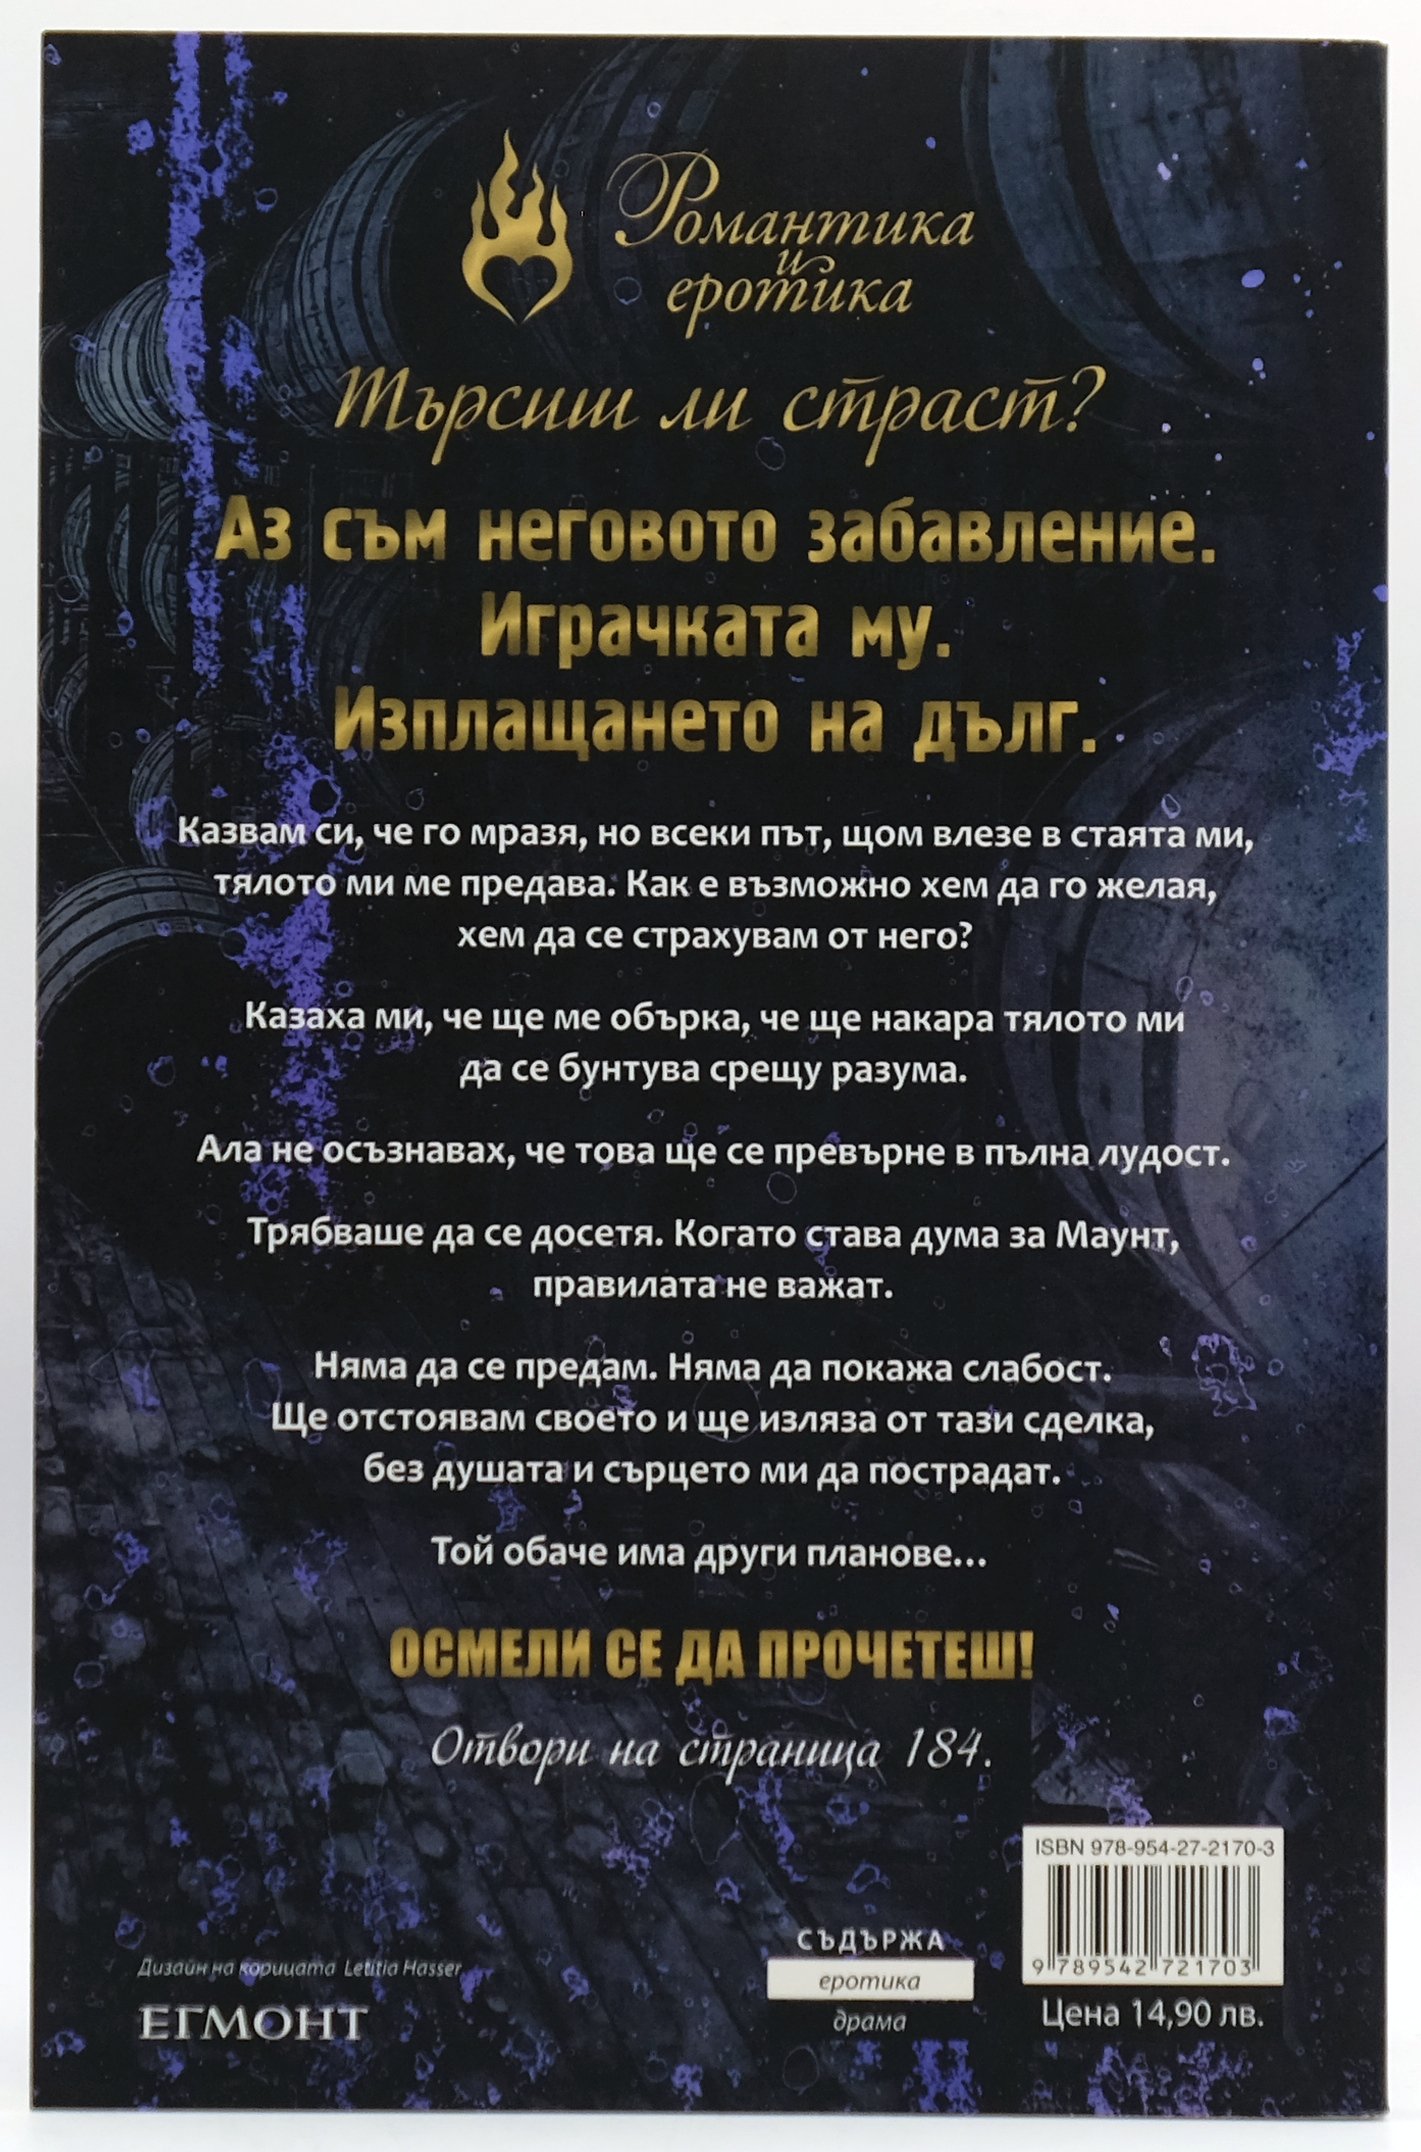 Романтика
и
еротика
Търсиш ли страст?
Аз съм неговото забавление.
Играчката му.
Изплащането на дълг.
Казвам си, че го мразя, но всеки път, щом влезе в стаята ми,
тялото ми ме предава. Как е възможно хем да го желая,
хем да се страхувам от него?
Казаха ми, че ще ме обърка, че ще накара тялото ми
да се бунтува срещу разума.
Ала не осъзнавах, че това ще се превърне в пълна лудост.
Трябваше да се досетя. Когато става дума за Маунт,
правилата не важат.
Няма да се предам. Няма да покажа слабост.
Ще отстоявам своето и ще изляза от тази сделка,
без душата и сърцето ми да пострадат.
Той обаче има други планове...
ОСМЕЛИ СЕ ДА ПРОЧЕТЕШ!
Отвори на страница 184.
ISBN 978-954-27-2170-3
9 789542 721703
Цена 14,90 лв.
СЪДЪРЖА
еротика
драма
Дизайн на корицата Letitia Hasser
ЕГМОНТ